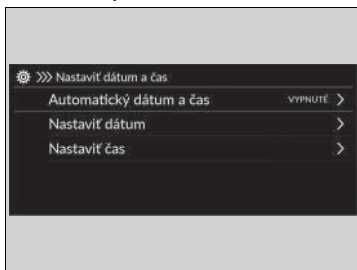 >>> Nastaviť dátum a čas
Automatický dátum a čas VYPNUTÉ >
Nastaviť dátum >
Nastaviť čas >